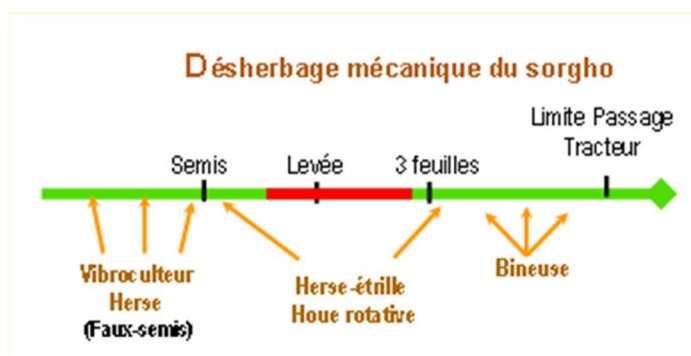 Désherbage mécanique du sorgho
Limite Passage
Tracteur
Semis
Levée
3 feuilles
Vibroculteur
Herse
(Faux-semis)
Herse-étrille
Houe rotative
Bineuse